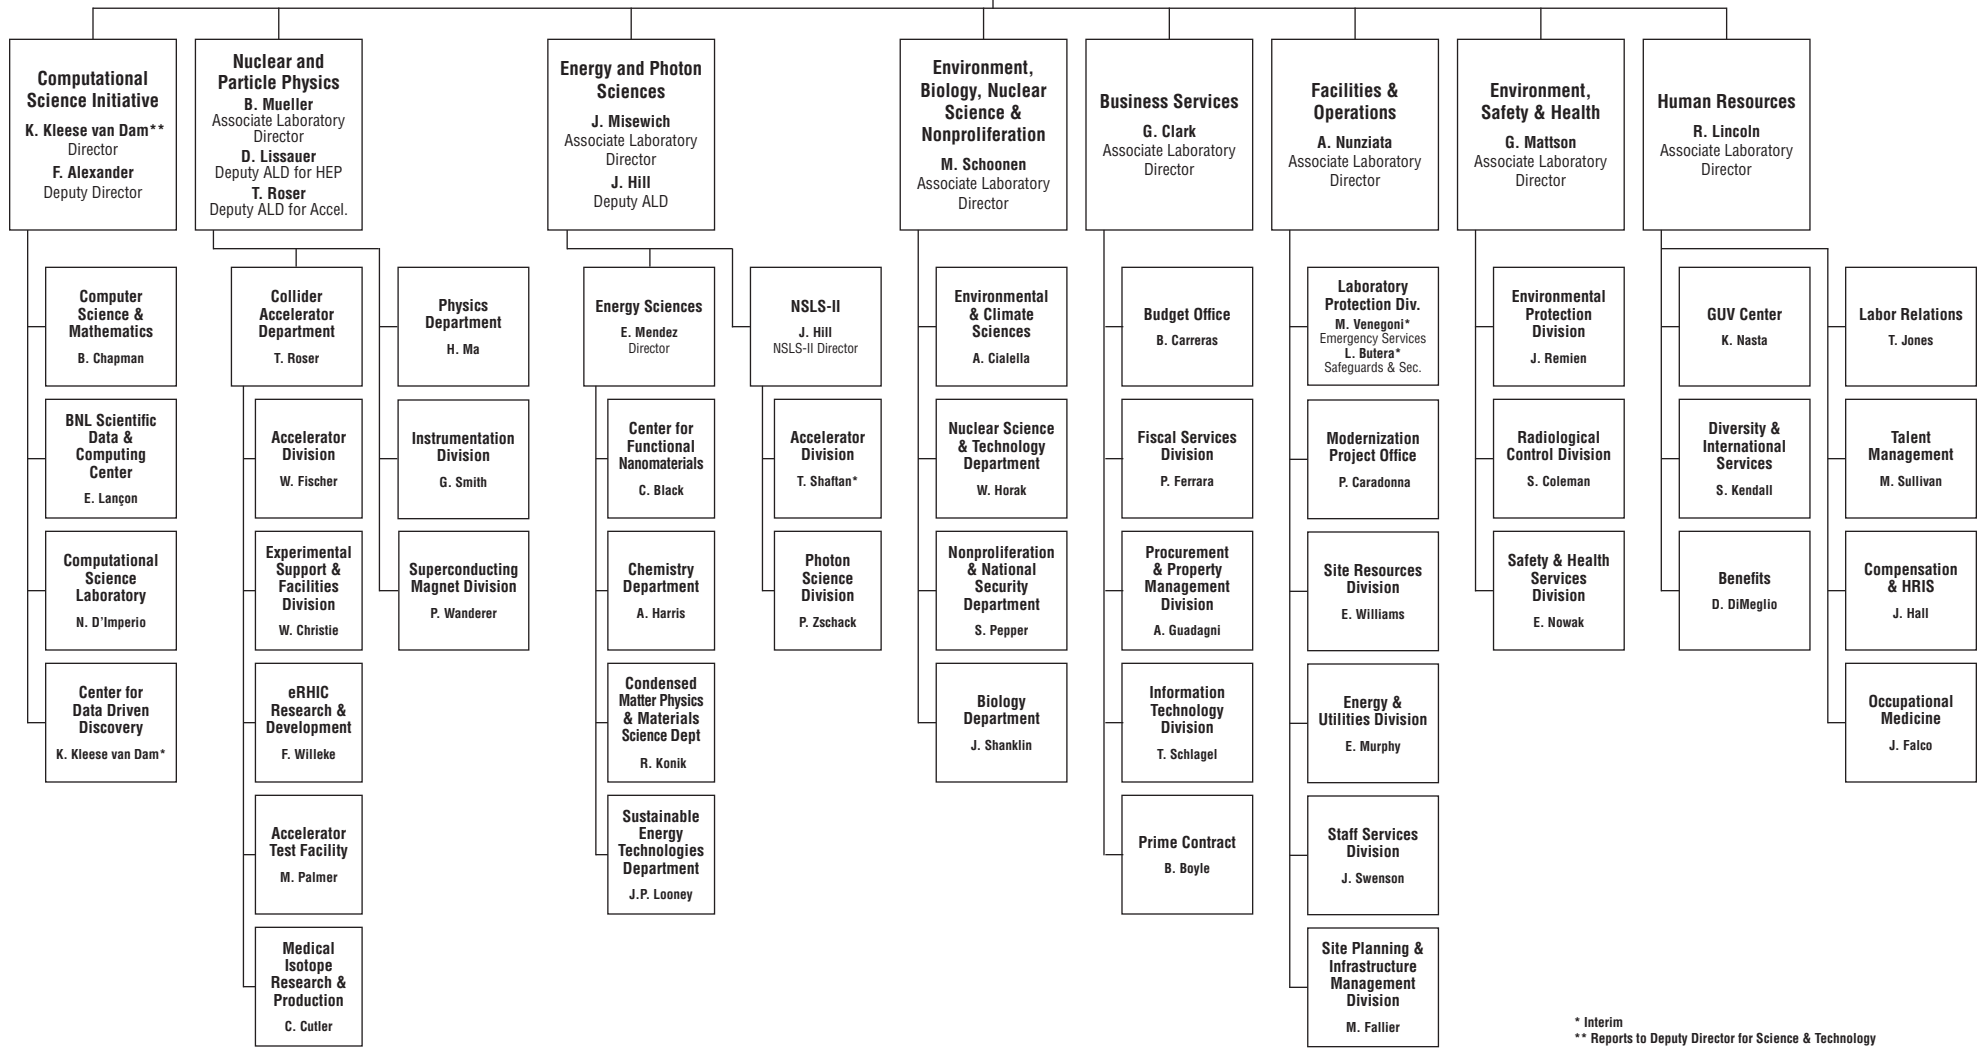 Computational
Science Initiative
K. Kleese van Dam**
Director
F. Alexander
Deputy Director
Computer
Science &
Mathematics
B. Chapman
BNL Scientific
Data &
Computing
Center
E. Lançon
Computational
Science
Laboratory
N. D'Imperio
Center for
Data Driven
Discovery
K. Kleese van Dam*
Nuclear and
Particle Physics
B. Mueller
Associate Laboratory
Director
D. Lissauer
Deputy ALD for HEP
T. Roser
Deputy ALD for Accel.
Collider
Accelerator
Department
T. Roser
Accelerator
Division
W. Fischer
Experimental
Support &
Facilities
Division
W. Christie
eRHIC
Research &
Development
F. Willeke
Accelerator
Test Facility
M. Palmer
Medical
Isotope
Research &
Production
C. Cutler
Physics
Department
H. Ma
Instrumentation
Division
G. Smith
Superconducting
Magnet Division
P. Wanderer
Energy and Photon
Sciences
J. Misewich
Associate Laboratory
Director
J. Hill
Deputy ALD
Energy Sciences
E. Mendez
Director
Center for
Functional
Nanomaterials
C. Black
Chemistry
Department
A. Harris
Condensed
Matter Physics
& Materials
Science Dept
R. Konik
Sustainable
Energy
Technologies
Department
J.P. Looney
NSLS-II
J. Hill
NSLS-II Director
Accelerator
Division
T. Shaftan*
Photon
Science
Division
P. Zschack
Environment,
Biology, Nuclear
Science &
Nonproliferation
M. Schoonen
Associate Laboratory
Director
Environmental
& Climate
Sciences
A. Cialella
Nuclear Science
& Technology
Department
W. Horak
Nonproliferation
& National
Security
Department
S. Pepper
Biology
Department
J. Shanklin
Business Services
G. Clark
Associate Laboratory
Director
Budget Office
B. Carreras
Fiscal Services
Division
P. Ferrara
Procurement
& Property
Management
Division
A. Guadagni
Information
Technology
Division
T. Schlagel
Prime Contract
B. Boyle
Facilities &
Operations
A. Nunziata
Associate Laboratory
Director
Laboratory
Protection Div.
M. Venegoni*
Emergency Services
L. Butera*
Safeguards & Sec.
Modernization
Project Office
P. Caradonna
Site Resources
Division
E. Williams
Energy &
Utilities Division
E. Murphy
Staff Services
Division
J. Swenson
Site Planning &
Infrastructure
Management
Division
M. Fallier
Environment,
Safety & Health
G. Mattson
Associate Laboratory
Director
Environmental
Protection
Division
J. Remien
Radiological
Control Division
S. Coleman
Safety & Health
Services
Division
E. Nowak
Human Resources
R. Lincoln
Associate Laboratory
Director
GUV Center
K. Nasta
Diversity &
International
Services
S. Kendall
Benefits
D. DiMeglio
Labor Relations
T. Jones
Talent
Management
M. Sullivan
Compensation
& HRIS
J. Hall
Occupational
Medicine
J. Falco
* Interim
** Reports to Deputy Director for Science & Technology